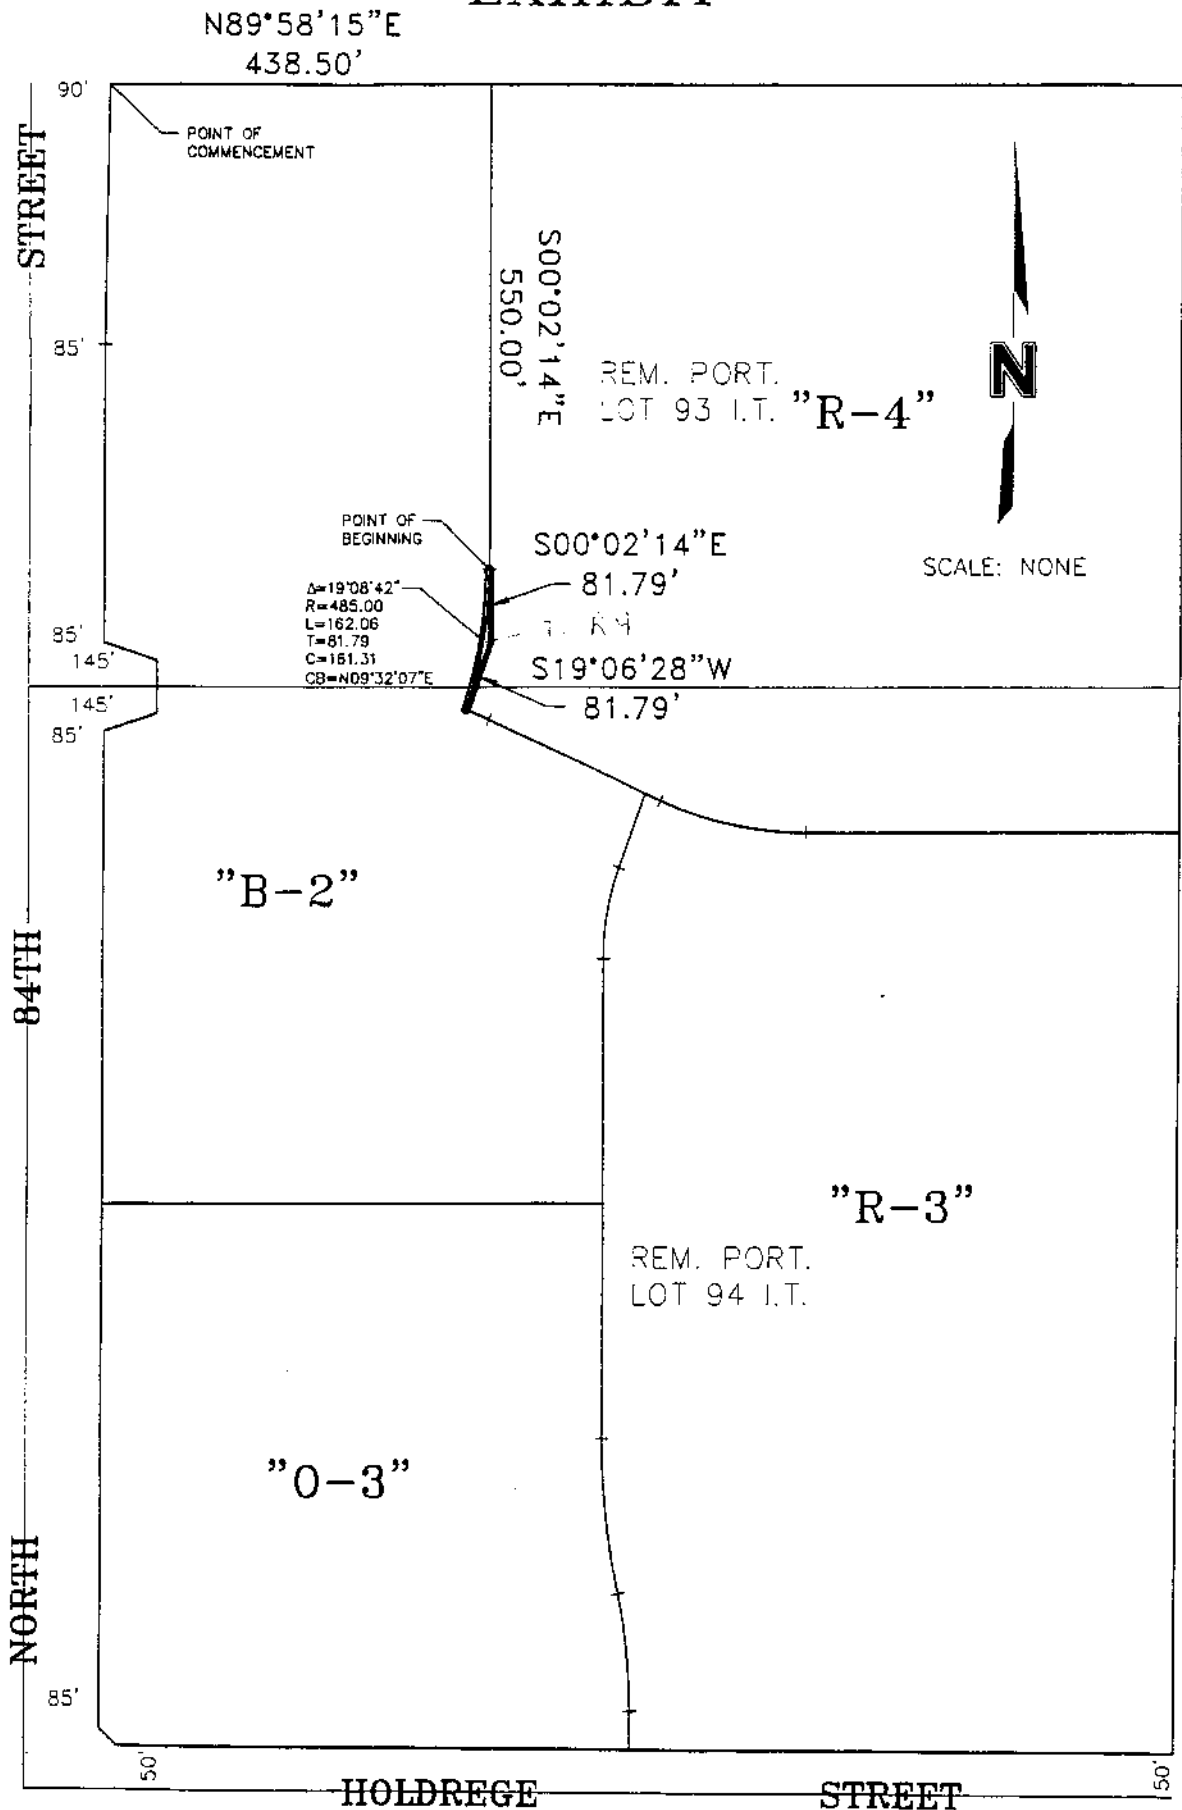 N89°58'15"E
438.50'
90'
POINT OF
COMMENCEMENT
STREET
S00°02'14"E
550.00'
85'
REM. PORT.
LOT 93 I.T.
"R-4"
N
POINT OF
BEGINNING
S00°02'14"E
81.79'
SCALE: NONE
Δ=19°08'42"
R=485.00
L=162.06
T=81.79
C=161.31
CB=N09°32'07"E
85'
145'
S19°06'28"W
81.79'
145'
85'
"B-2"
84TH
"R-3"
REM. PORT.
LOT 94 I.T.
"O-3"
NORTH
85'
50'
50'
HOLDREGE STREET